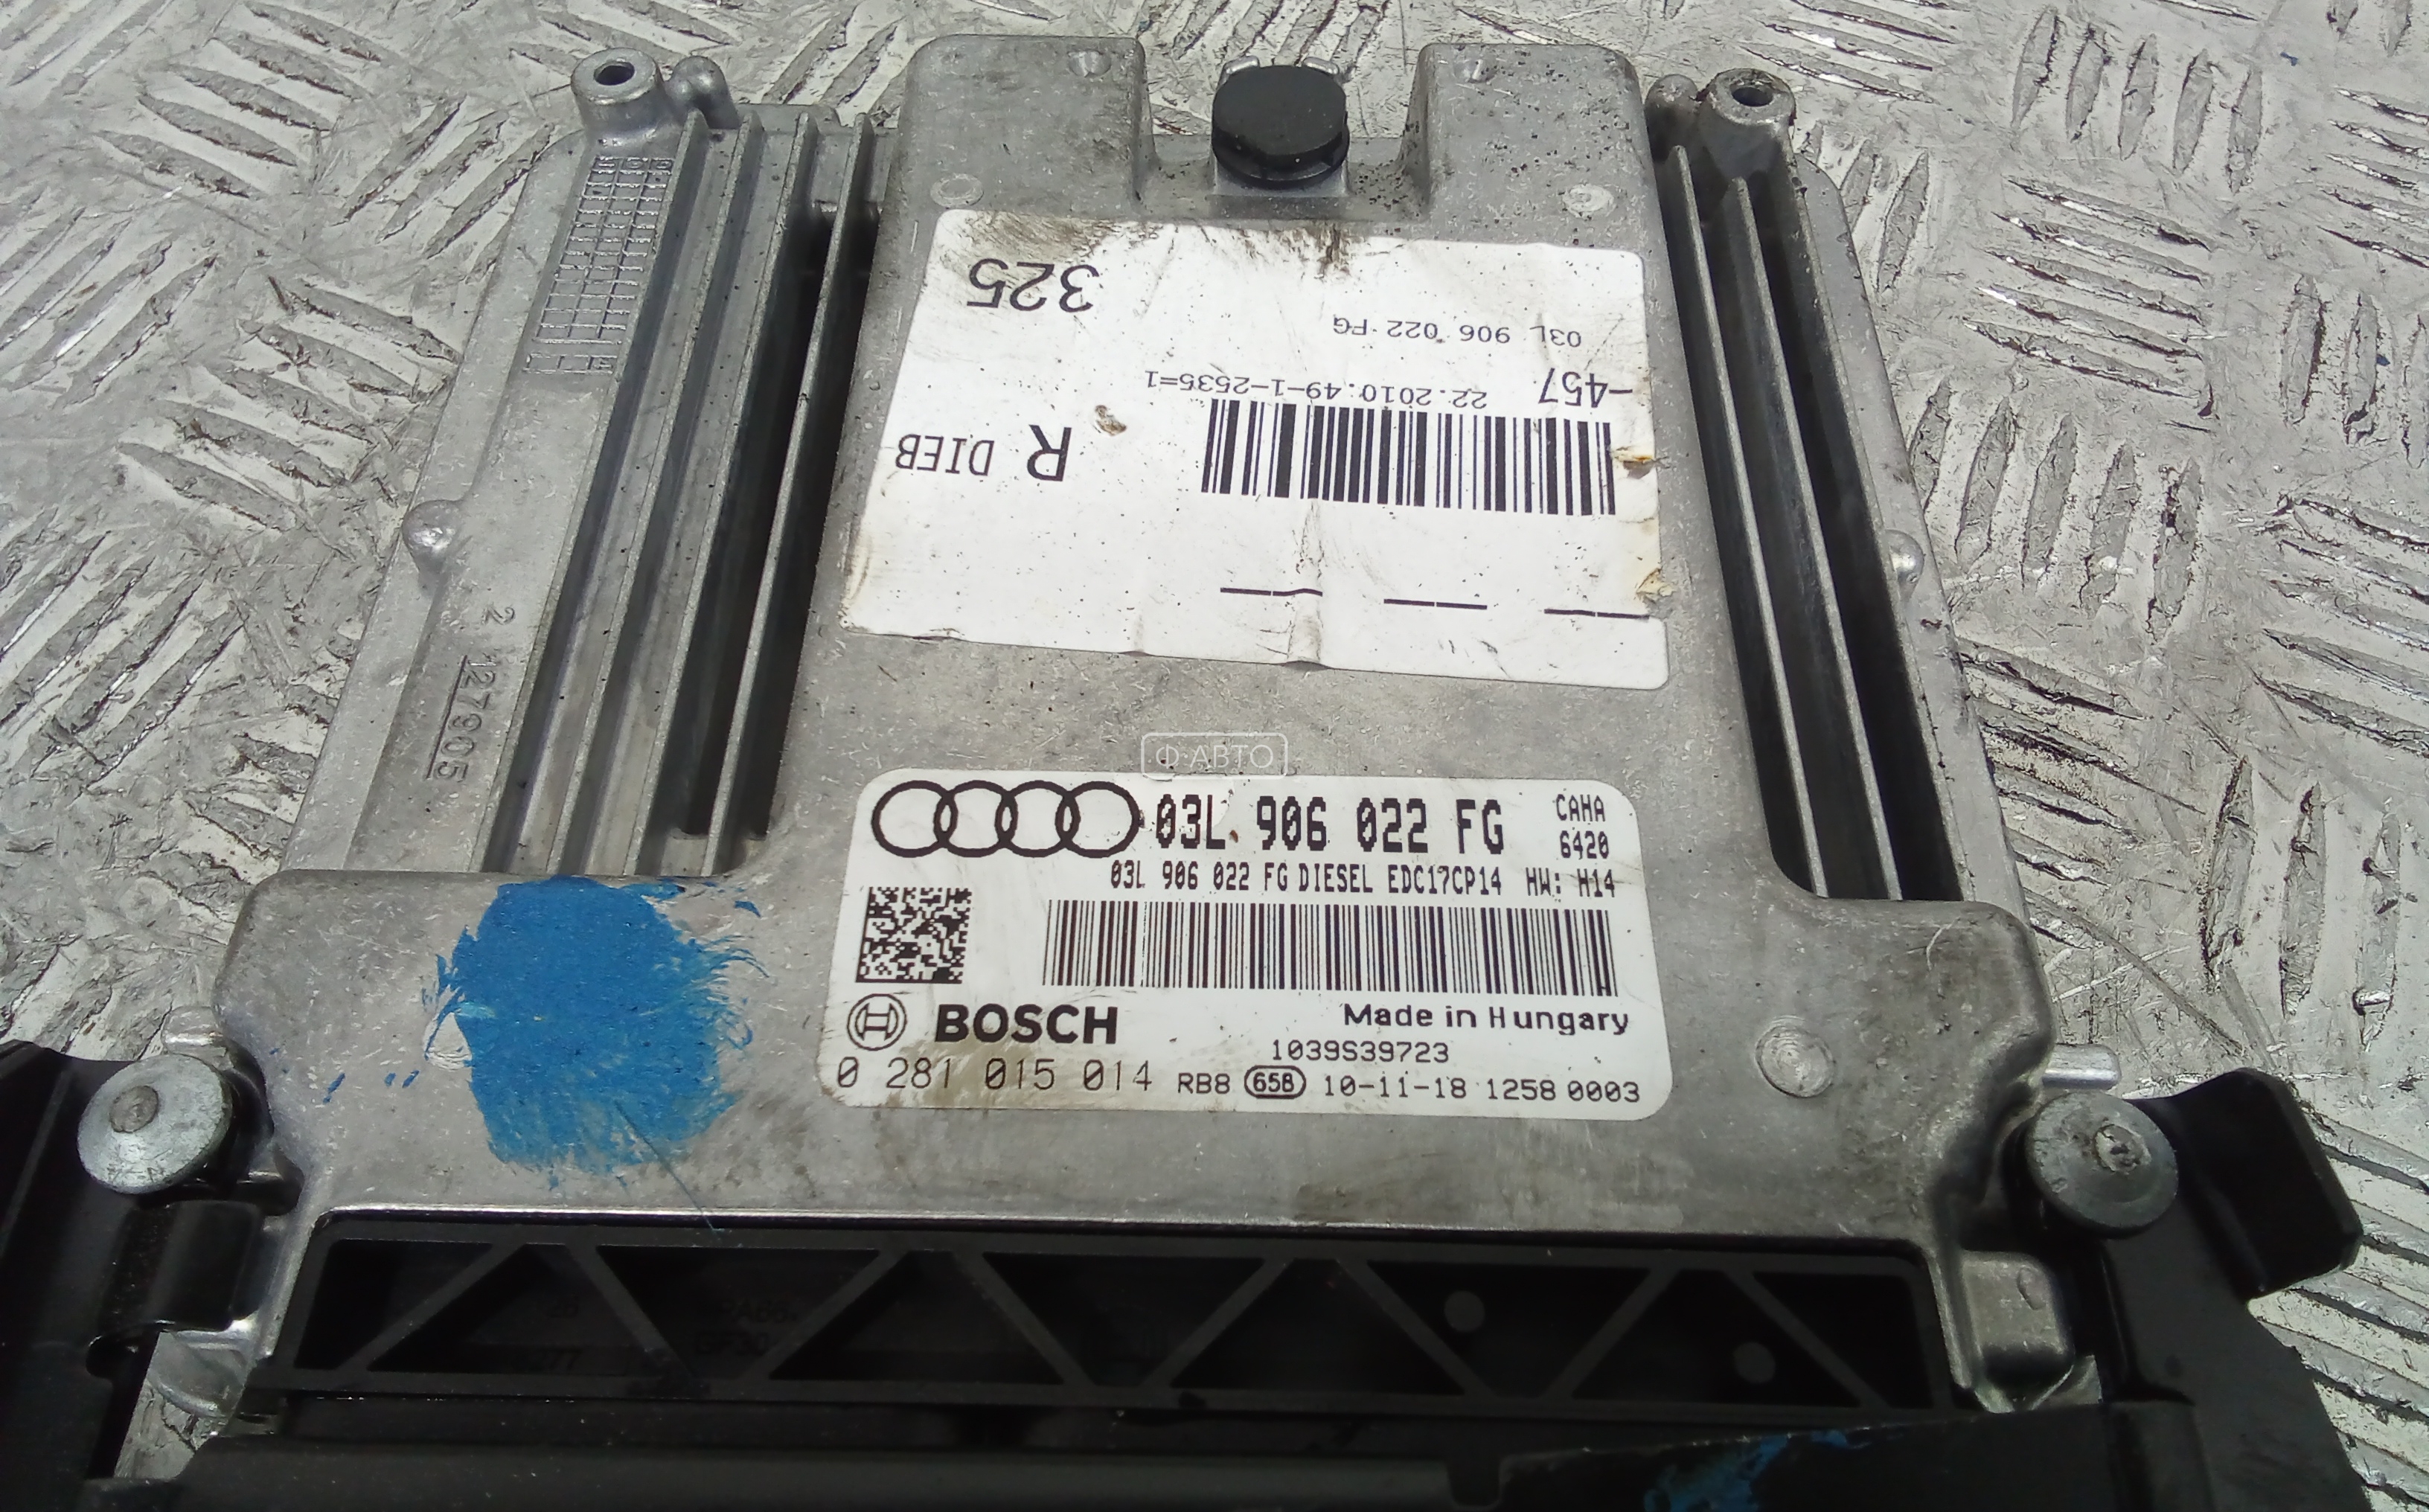 325
03L 906 022 FG
-457
22.2010.49-1-2535=1
R DIEB
2 127905
Ф·АВТО
03L 906 022 FG CAHA
6420
03L 906 022 FG DIESEL EDC17CP14 HW: H14
BOSCH Made in Hungary
1039S39723
0 281 015 014 RB8 658 10-11-18 1258 0003